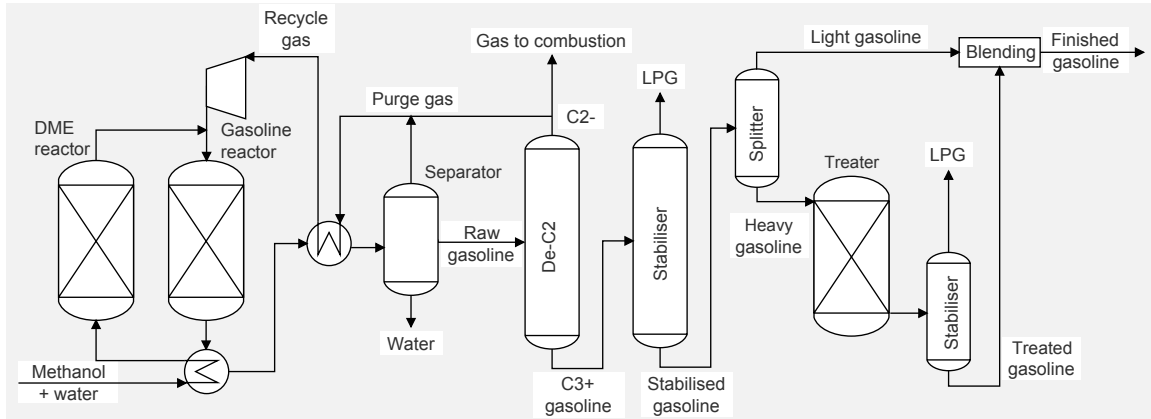 Recycle
gas
DME
reactor
Gasoline
reactor
Methanol
+ water
Purge gas
Gas to combustion
C2-
Separator
Raw
gasoline
Water
De-C2
C3+
gasoline
LPG
Stabiliser
Stabilised
gasoline
Splitter
Light gasoline
Heavy
gasoline
Treater
LPG
Stabiliser
Treated
gasoline
Blending
Finished
gasoline